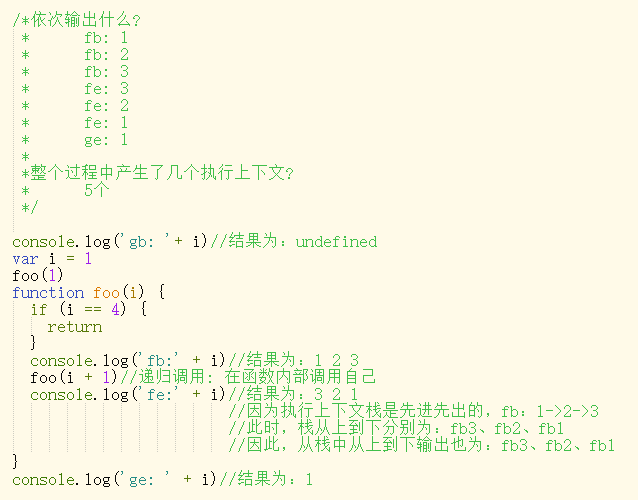 /*依次输出什么?
*      fb: 1
*      fb: 2
*      fb: 3
*      fe: 3
*      fe: 2
*      fe: 1
*      ge: 1
*
*整个过程中产生了几个执行上下文?
*      5个
*/
console.log('gb: '+ i)//结果为: undefined
var i = 1
foo(1)
function foo(i) {
  if (i == 4) {
    return
  }
  console.log('fb:' + i)//结果为: 1 2 3
  foo(i + 1)//递归调用: 在函数内部调用自己
  console.log('fe:' + i)//结果为: 3 2 1
                        //因为执行上下文栈是先进先出的, fb: 1->2->3
                        //此时, 栈从上到下分别为: fb3、fb2、fb1
                        //因此, 从栈中从上到下输出也为: fb3、fb2、fb1
}
console.log('ge: ' + i)//结果为: 1